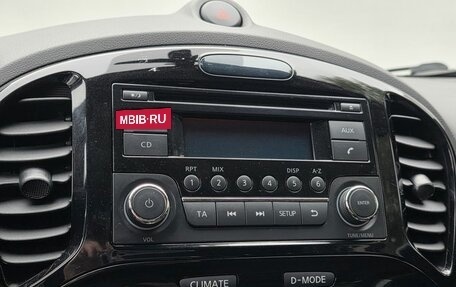 MBIB·RU
AUX
CD
RPT MIX DISP A-Z
1 2 3 4 5 6
TA SETUP ENTER
VOL TUNE/MENU
CLIMATE D-MODE